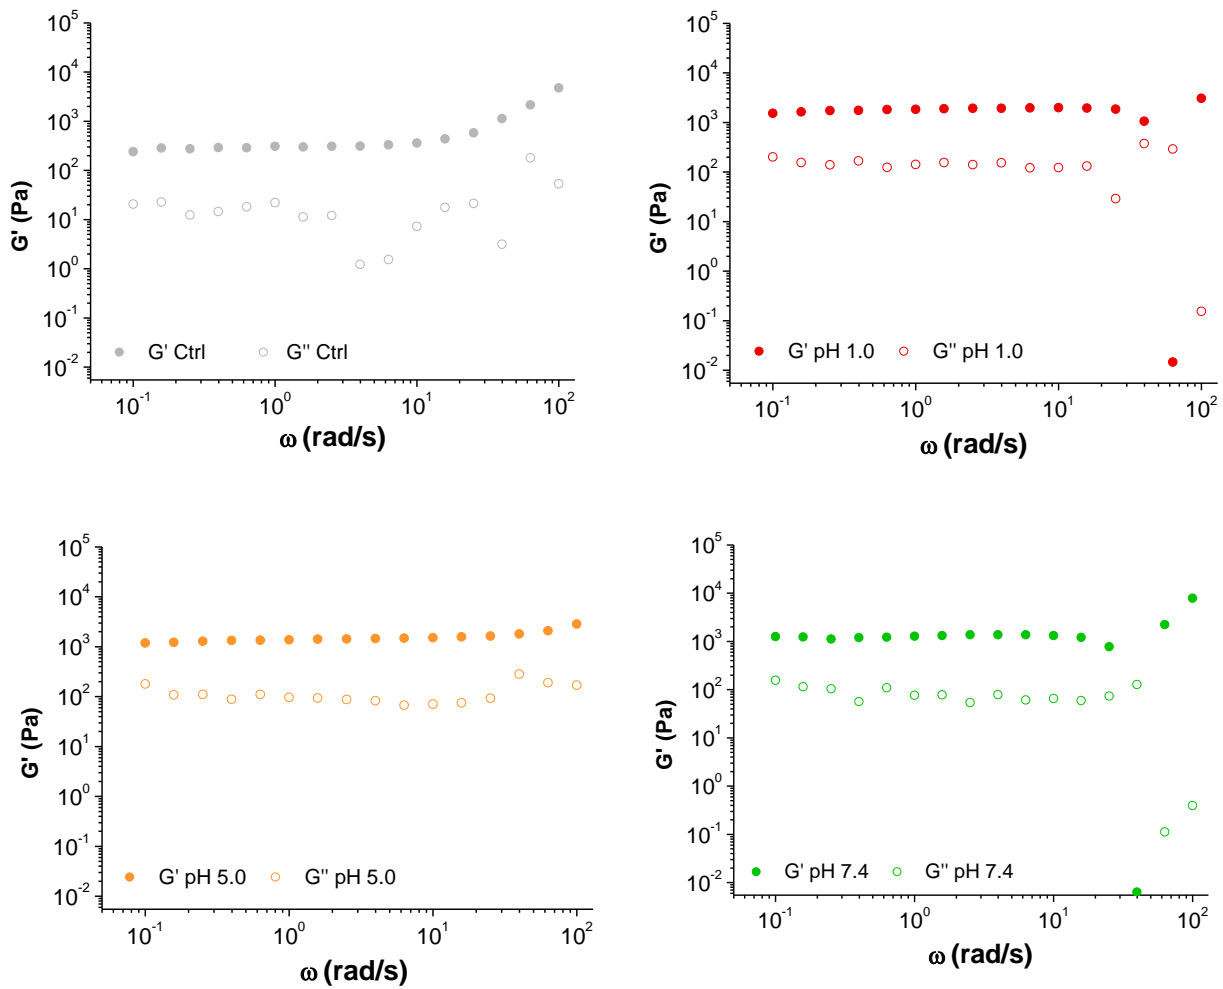 10^5
10^4
10^3
10^2
10^1
10^0
10^-1
10^-2
G' (Pa)
G' Ctrl G'' Ctrl
10^-1 10^0 10^1 10^2
ω (rad/s)
10^5
10^4
10^3
10^2
10^1
10^0
10^-1
10^-2
G' (Pa)
G' pH 1.0 G'' pH 1.0
10^-1 10^0 10^1 10^2
ω (rad/s)
10^5
10^4
10^3
10^2
10^1
10^0
10^-1
10^-2
G' (Pa)
G' pH 5.0 G'' pH 5.0
10^-1 10^0 10^1 10^2
ω (rad/s)
10^5
10^4
10^3
10^2
10^1
10^0
10^-1
10^-2
G' (Pa)
G' pH 7.4 G'' pH 7.4
10^-1 10^0 10^1 10^2
ω (rad/s)